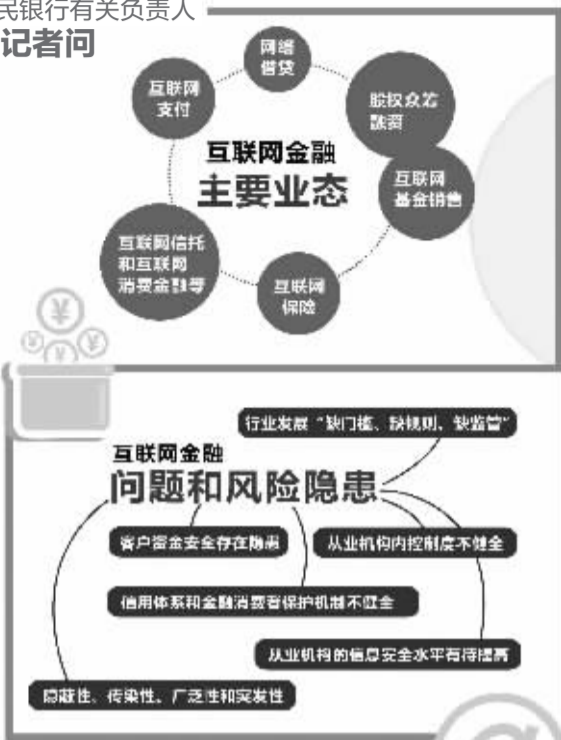 民银行有关负责人
记者问
网络
借贷
互联网
支付
股权众筹
融资
互联网金融
主要业态
互联网
基金销售
互联网信托
和互联网
消费金融等
互联网
保险
行业发展“缺门槛、缺规则、缺监管”
互联网金融
问题和风险隐患
客户资金安全存在隐患
从业机构内控制度不健全
信用体系和金融消费者保护机制不健全
从业机构的信息安全水平有待提高
隐蔽性、传染性、广泛性和突发性